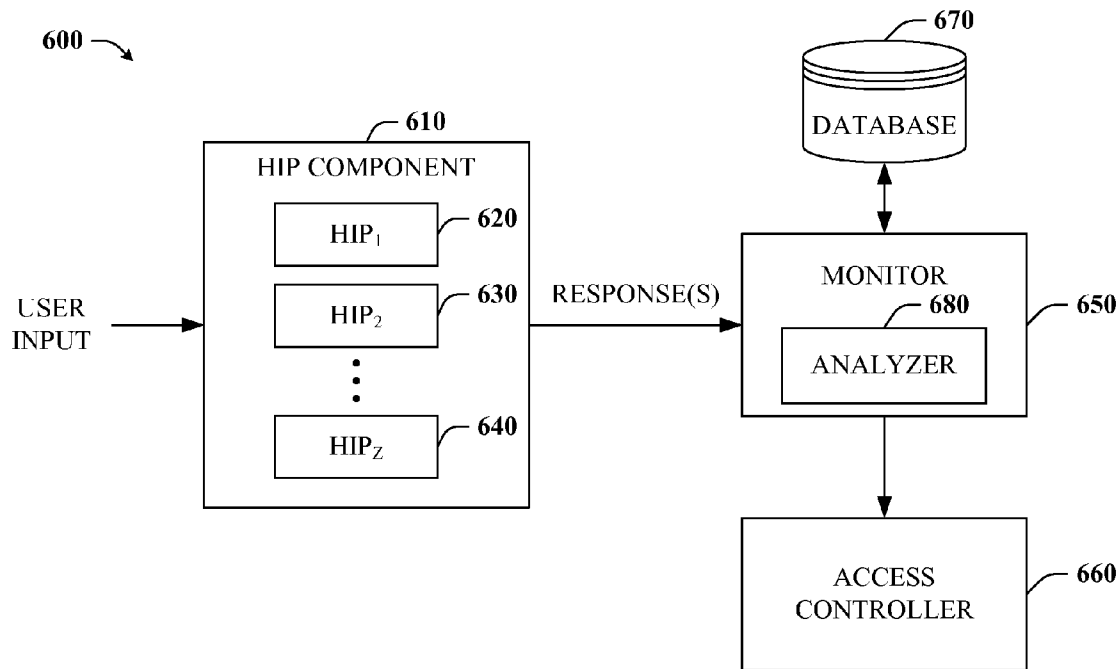 600
670
DATABASE
610
HIP COMPONENT
620
HIP₁
630
HIP₂
640
HIP_Z
USER
INPUT
RESPONSE(S)
MONITOR
650
680
ANALYZER
660
ACCESS
CONTROLLER